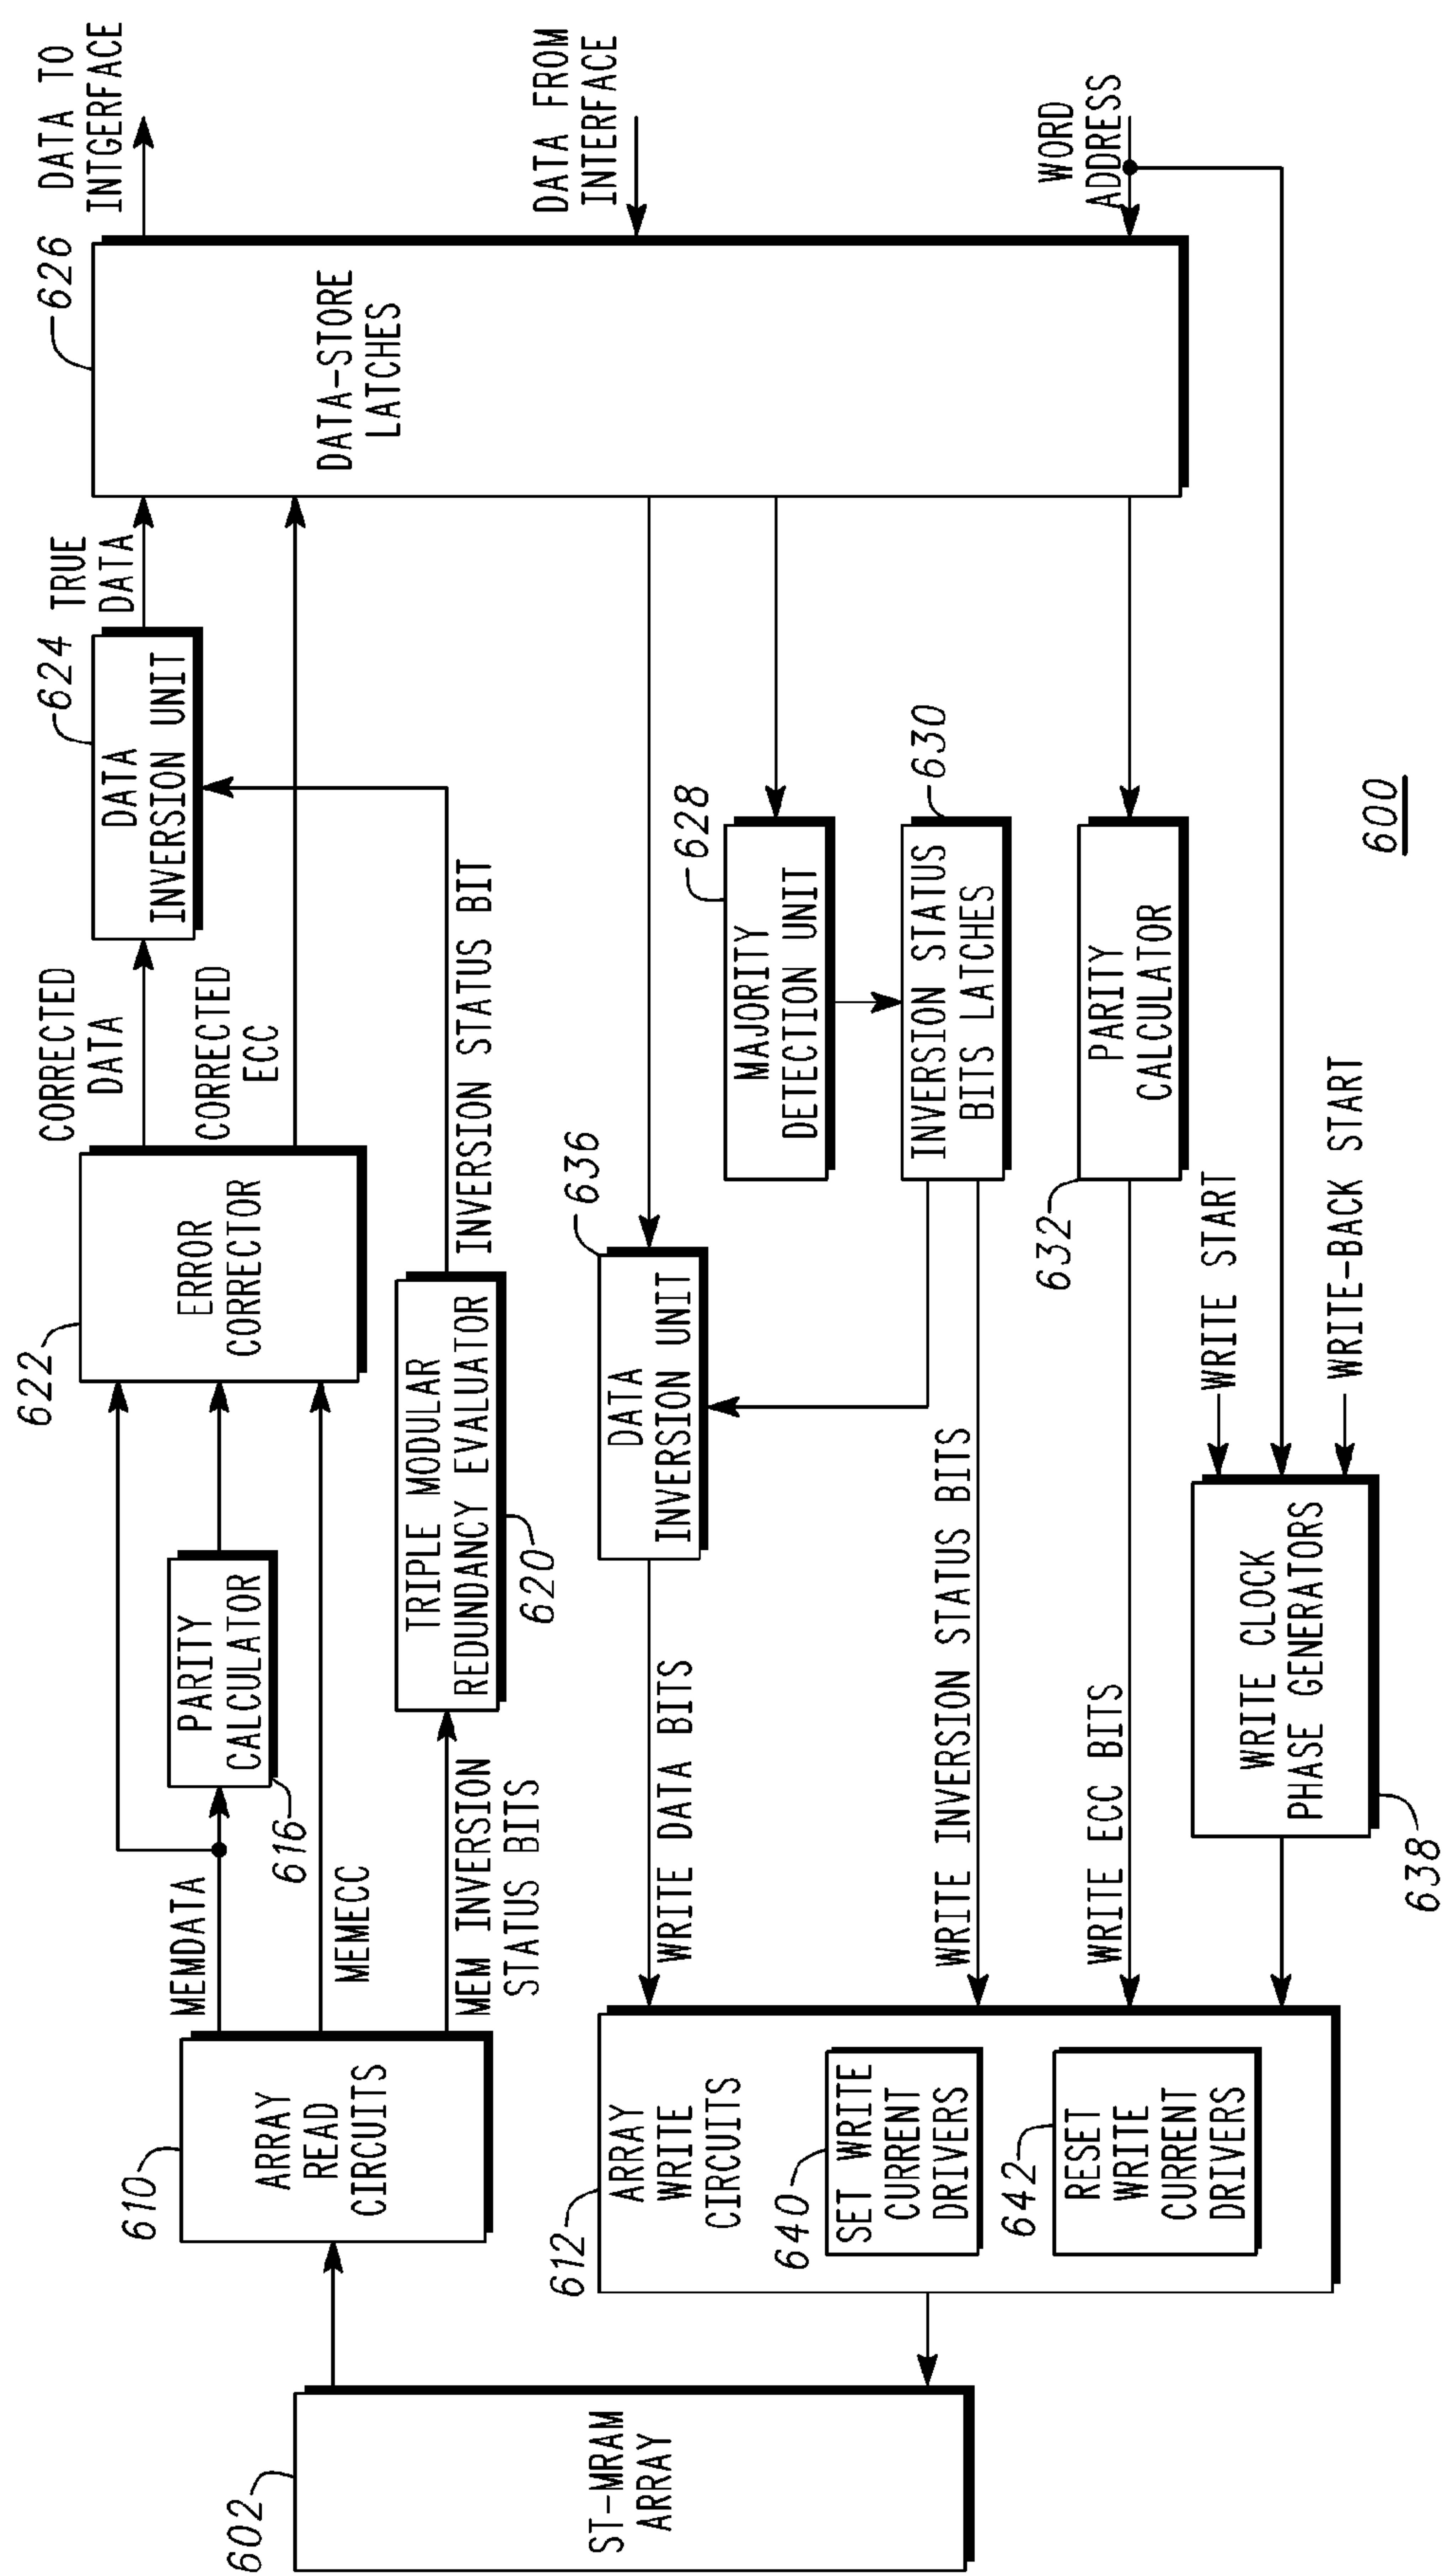 602
ST-MRAM
ARRAY
610
ARRAY
READ
CIRCUITS
MEMDATA
616
PARITY
CALCULATOR
MEMECC
MEM INVERSION
STATUS BITS
622
ERROR
CORRECTOR
TRIPLE MODULAR
REDUNDANCY EVALUATOR
620
CORRECTED
DATA
CORRECTED
ECC
INVERSION STATUS BIT
624
DATA
INVERSION UNIT
TRUE
DATA
626
DATA-STORE
LATCHES
DATA TO
INTGERFACE
DATA FROM
INTERFACE
WORD
ADDRESS
612
ARRAY
WRITE
CIRCUITS
640
SET WRITE
CURRENT
DRIVERS
642
RESET
WRITE
CURRENT
DRIVERS
WRITE DATA BITS
636
DATA
INVERSION UNIT
628
MAJORITY
DETECTION UNIT
630
INVERSION STATUS
BITS LATCHES
WRITE INVERSION STATUS BITS
632
PARITY
CALCULATOR
WRITE ECC BITS
WRITE START
WRITE-BACK START
WRITE CLOCK
PHASE GENERATORS
638
600